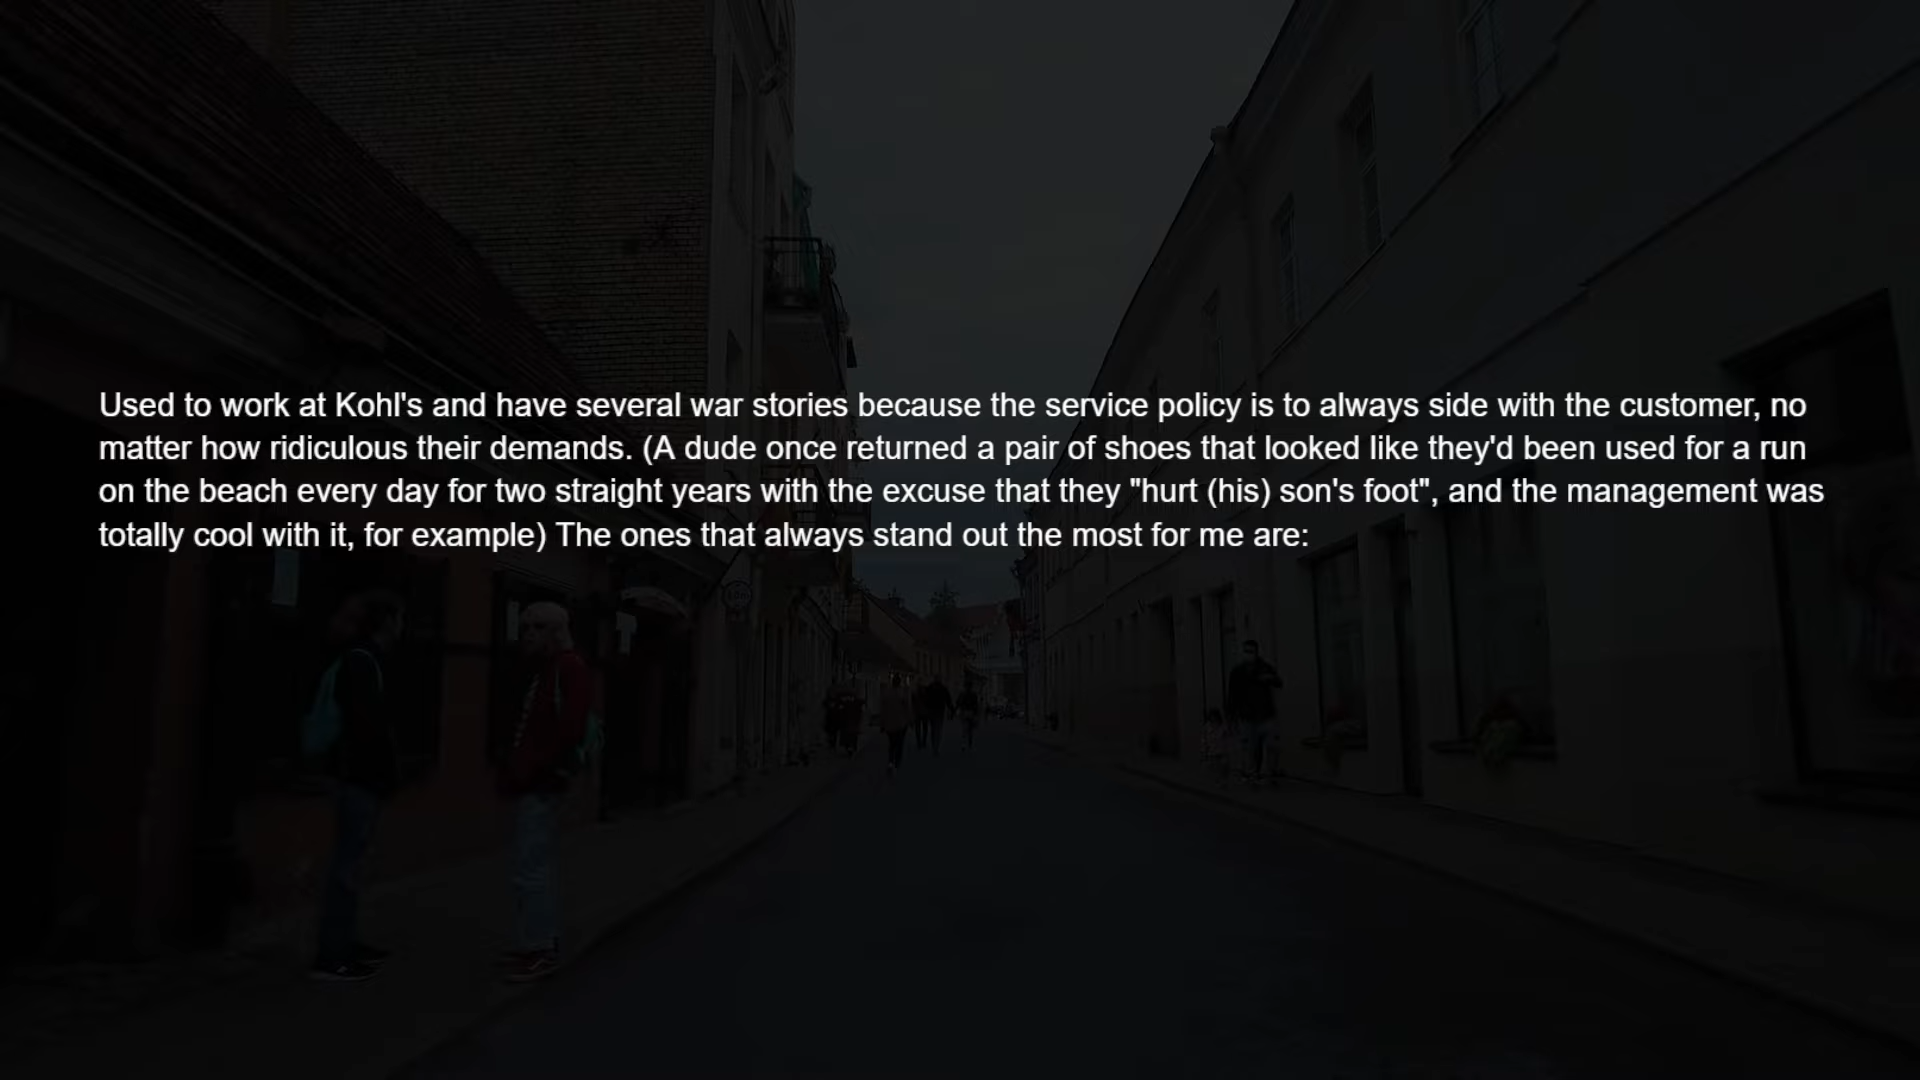 Used to work at Kohl's and have several war stories because the service policy is to always side with the customer, no
matter how ridiculous their demands. (A dude once returned a pair of shoes that looked like they'd been used for a run
on the beach every day for two straight years with the excuse that they "hurt (his) son's foot", and the management was
totally cool with it, for example) The ones that always stand out the most for me are: